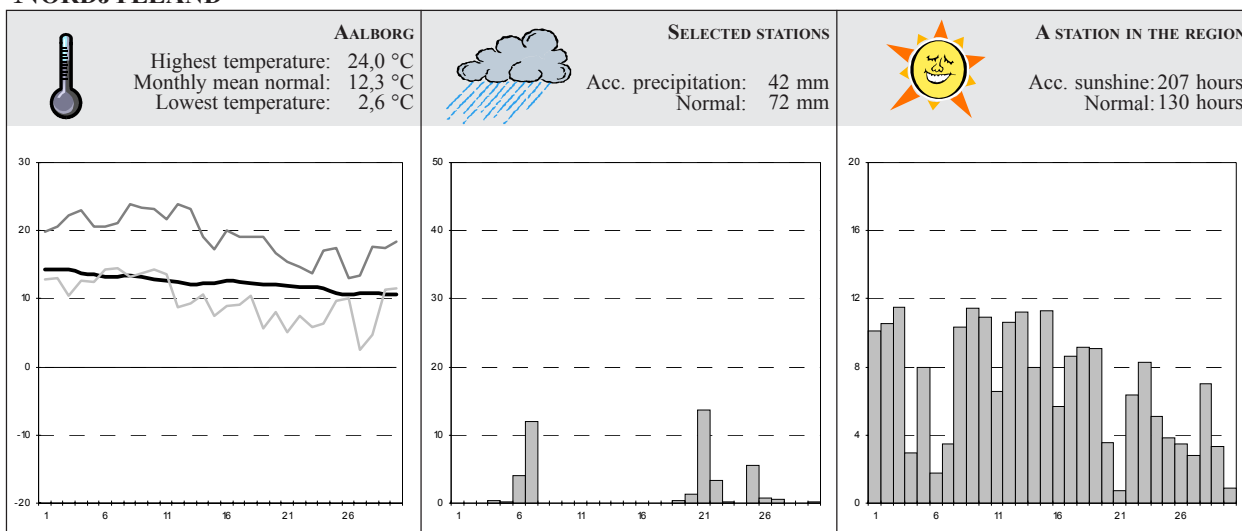 NORDJYLLAND
AALBORG
Highest temperature: 24,0 °C
Monthly mean normal: 12,3 °C
Lowest temperature: 2,6 °C
SELECTED STATIONS
Acc. precipitation: 42 mm
Normal: 72 mm
A STATION IN THE REGION
Acc. sunshine: 207 hours
Normal: 130 hours
30
20
10
0
-10
-20
1 6 11 16 21 26
50
40
30
20
10
0
1 6 11 16 21 26
20
16
12
8
4
0
1 6 11 16 21 26